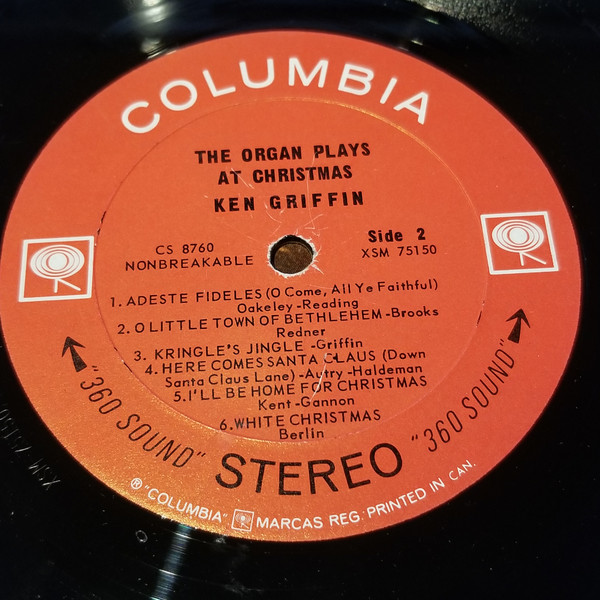 COLUMBIA
THE ORGAN PLAYS
AT CHRISTMAS
KEN GRIFFIN
CS 8760
NONBREAKABLE
Side 2
XSM 75150
1. ADESTE FIDELES (O Come, All Ye Faithful)
Oakeley-Reading
2. O LITTLE TOWN OF BETHLEHEM-Brooks
Redner
3. KRINGLE'S JINGLE -Griffin
4. HERE COMES SANTA CLAUS (Down
Santa Claus Lane)-Autry-Haldeman
5. I'LL BE HOME FOR CHRISTMAS
Kent-Gannon
6. WHITE CHRISTMAS
Berlin
"360 SOUND" STEREO "360 SOUND"
® "COLUMBIA" MARCAS REG. PRINTED IN CAN.